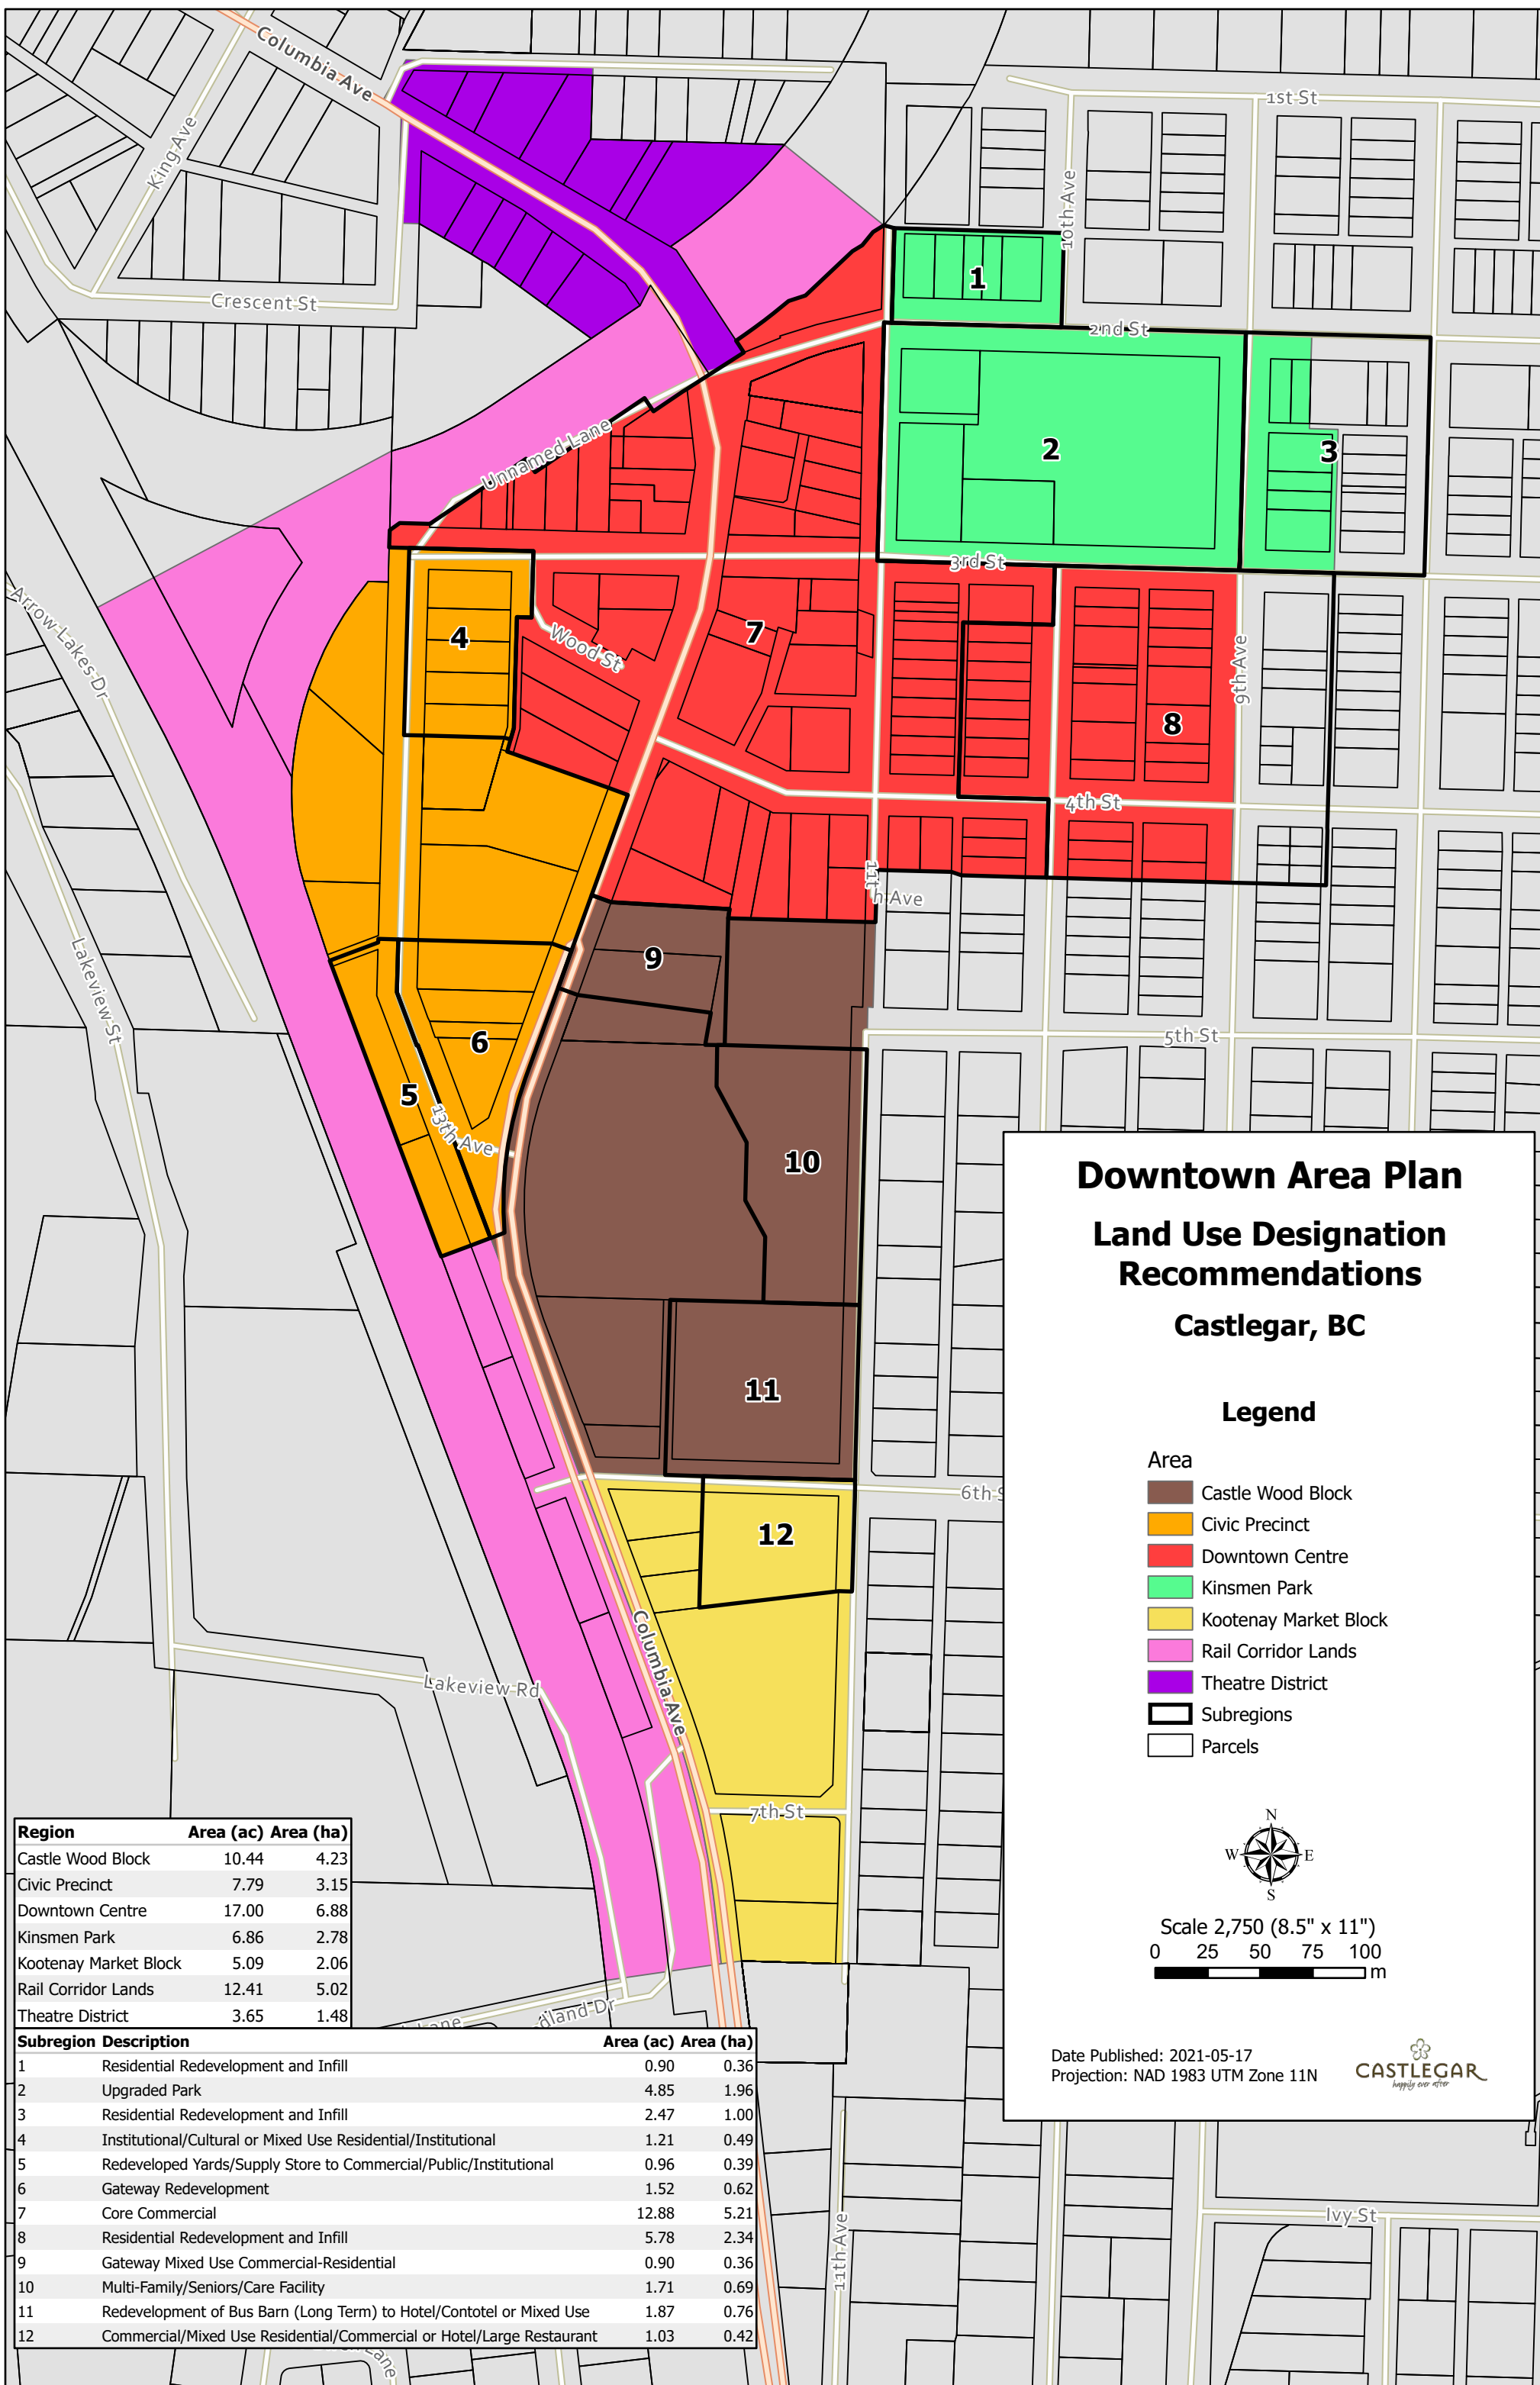 Columbia Ave
King Ave
1st St
10th Ave
Crescent St
1
2nd St
2
3
Unnamed Lane
3rd St
Arrow Lakes Dr
4
Wood St
7
9th Ave
8
4th St
11th Ave
Lakeview St
9
5th St
6
5
13th Ave
10
11
6th S
12
Columbia Ave
Lakeview Rd
7th St
Downtown Area Plan
Land Use Designation
Recommendations
Castlegar, BC
Legend
Area
Castle Wood Block
Civic Precinct
Downtown Centre
Kinsmen Park
Kootenay Market Block
Rail Corridor Lands
Theatre District
Subregions
Parcels
N
W E
S
Scale 2,750 (8.5" x 11")
0 25 50 75 100
m
Date Published: 2021-05-17
Projection: NAD 1983 UTM Zone 11N
CASTLEGAR
happily ever after
Region Area (ac) Area (ha)
Castle Wood Block 10.44 4.23
Civic Precinct 7.79 3.15
Downtown Centre 17.00 6.88
Kinsmen Park 6.86 2.78
Kootenay Market Block 5.09 2.06
Rail Corridor Lands 12.41 5.02
Theatre District 3.65 1.48
dland Dr
Subregion Description Area (ac) Area (ha)
1 Residential Redevelopment and Infill 0.90 0.36
2 Upgraded Park 4.85 1.96
3 Residential Redevelopment and Infill 2.47 1.00
4 Institutional/Cultural or Mixed Use Residential/Institutional 1.21 0.49
5 Redeveloped Yards/Supply Store to Commercial/Public/Institutional 0.96 0.39
6 Gateway Redevelopment 1.52 0.62
7 Core Commercial 12.88 5.21
8 Residential Redevelopment and Infill 5.78 2.34
9 Gateway Mixed Use Commercial-Residential 0.90 0.36
10 Multi-Family/Seniors/Care Facility 1.71 0.69
11 Redevelopment of Bus Barn (Long Term) to Hotel/Contotel or Mixed Use 1.87 0.76
12 Commercial/Mixed Use Residential/Commercial or Hotel/Large Restaurant 1.03 0.42
11th Ave
Ivy St